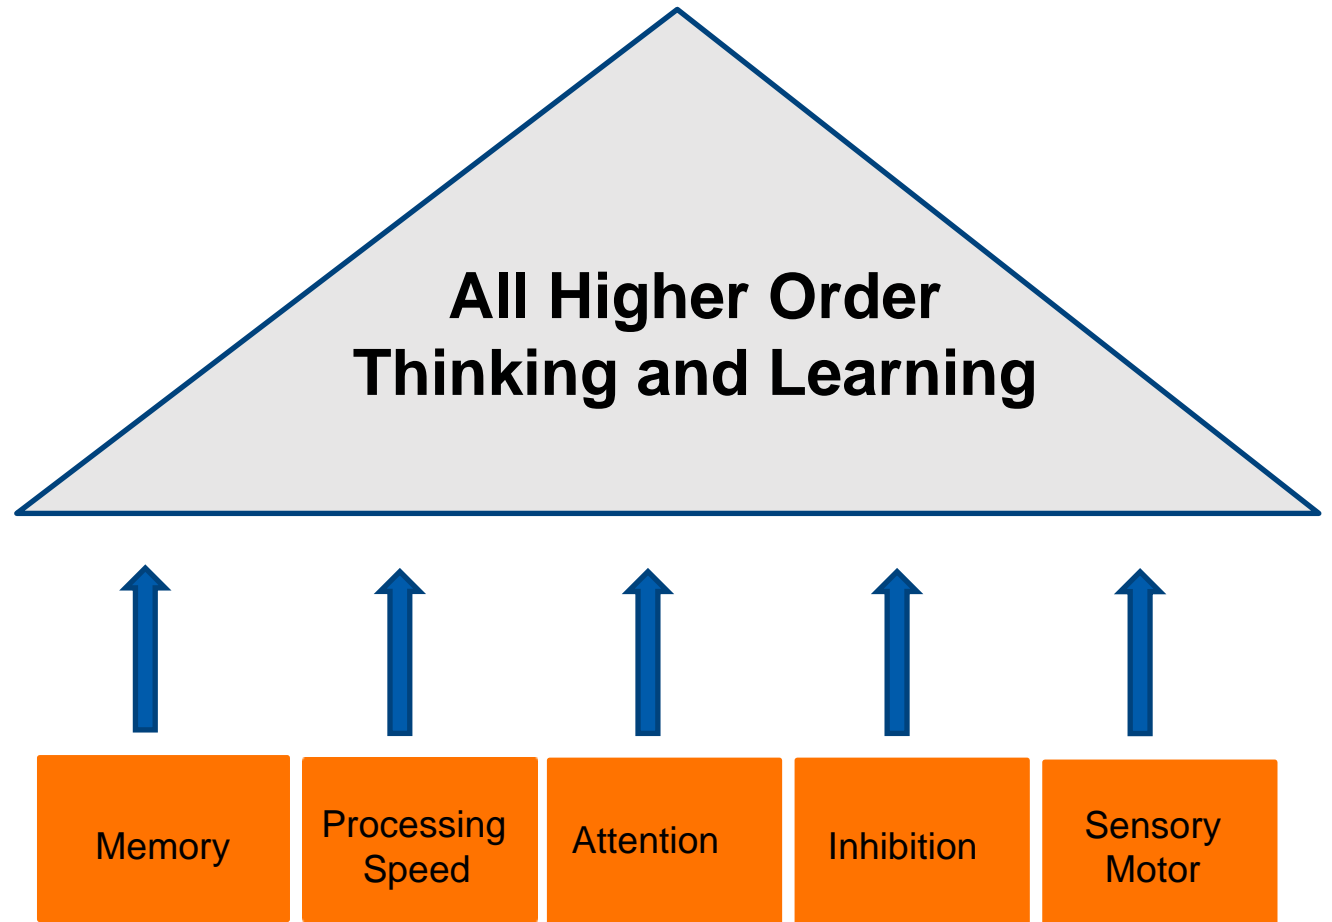 All Higher Order
Thinking and Learning
Memory
Processing
Speed
Attention
Inhibition
Sensory
Motor